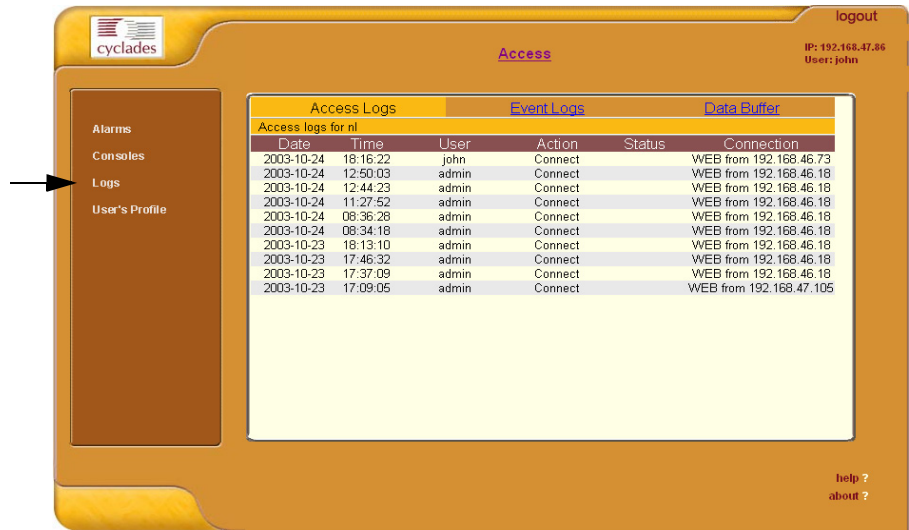 cyclades
Access
logout
IP: 192.168.47.86
User: john
Alarms
Consoles
Logs
User's Profile
Access Logs Event Logs Data Buffer
Access logs for nl
Date Time User Action Status Connection
2003-10-24 18:16:22 john Connect WEB from 192.168.46.73
2003-10-24 12:50:03 admin Connect WEB from 192.168.46.18
2003-10-24 12:44:23 admin Connect WEB from 192.168.46.18
2003-10-24 11:27:52 admin Connect WEB from 192.168.46.18
2003-10-24 08:36:28 admin Connect WEB from 192.168.46.18
2003-10-24 08:34:18 admin Connect WEB from 192.168.46.18
2003-10-23 18:13:10 admin Connect WEB from 192.168.46.18
2003-10-23 17:46:32 admin Connect WEB from 192.168.46.18
2003-10-23 17:37:09 admin Connect WEB from 192.168.46.18
2003-10-23 17:09:05 admin Connect WEB from 192.168.47.105
help ?
about ?